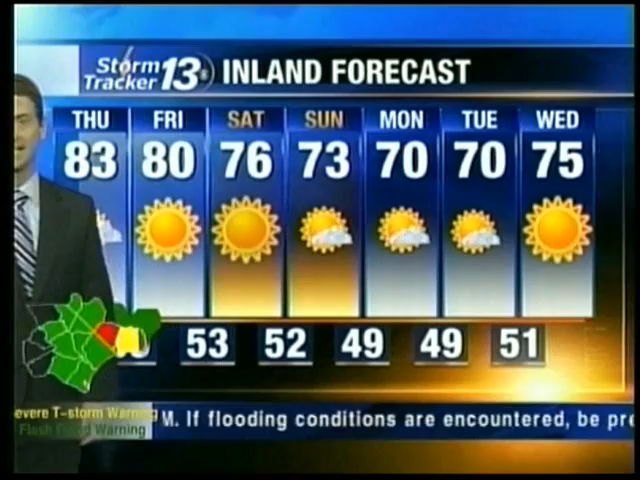 Storm
Tracker 13
INLAND FORECAST
THU FRI SAT SUN MON TUE WED
83 80 76 73 70 70 75
53 52 49 49 51
evere T-storm Warning
Flash Flood Warning
M. If flooding conditions are encountered, be pre